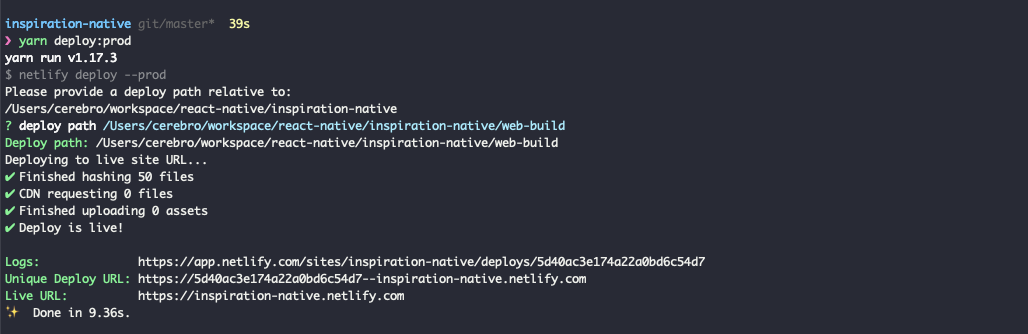 inspiration-native git/master* 39s
❯ yarn deploy:prod
yarn run v1.17.3
$ netlify deploy --prod
Please provide a deploy path relative to:
/Users/cerebro/workspace/react-native/inspiration-native
? deploy path /Users/cerebro/workspace/react-native/inspiration-native/web-build
Deploy path: /Users/cerebro/workspace/react-native/inspiration-native/web-build
Deploying to live site URL...
✔ Finished hashing 50 files
✔ CDN requesting 0 files
✔ Finished uploading 0 assets
✔ Deploy is live!
Logs: https://app.netlify.com/sites/inspiration-native/deploys/5d40ac3e174a22a0bd6c54d7
Unique Deploy URL: https://5d40ac3e174a22a0bd6c54d7--inspiration-native.netlify.com
Live URL: https://inspiration-native.netlify.com
✨ Done in 9.36s.